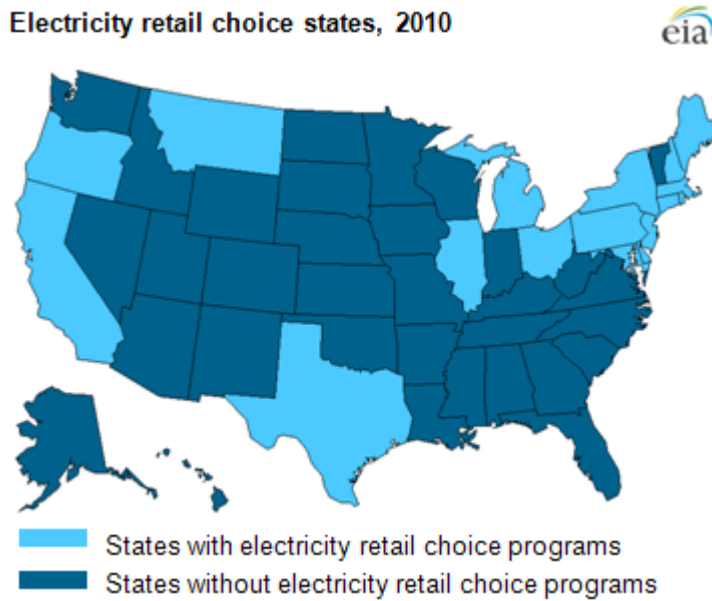 Electricity retail choice states, 2010
eia
States with electricity retail choice programs
States without electricity retail choice programs